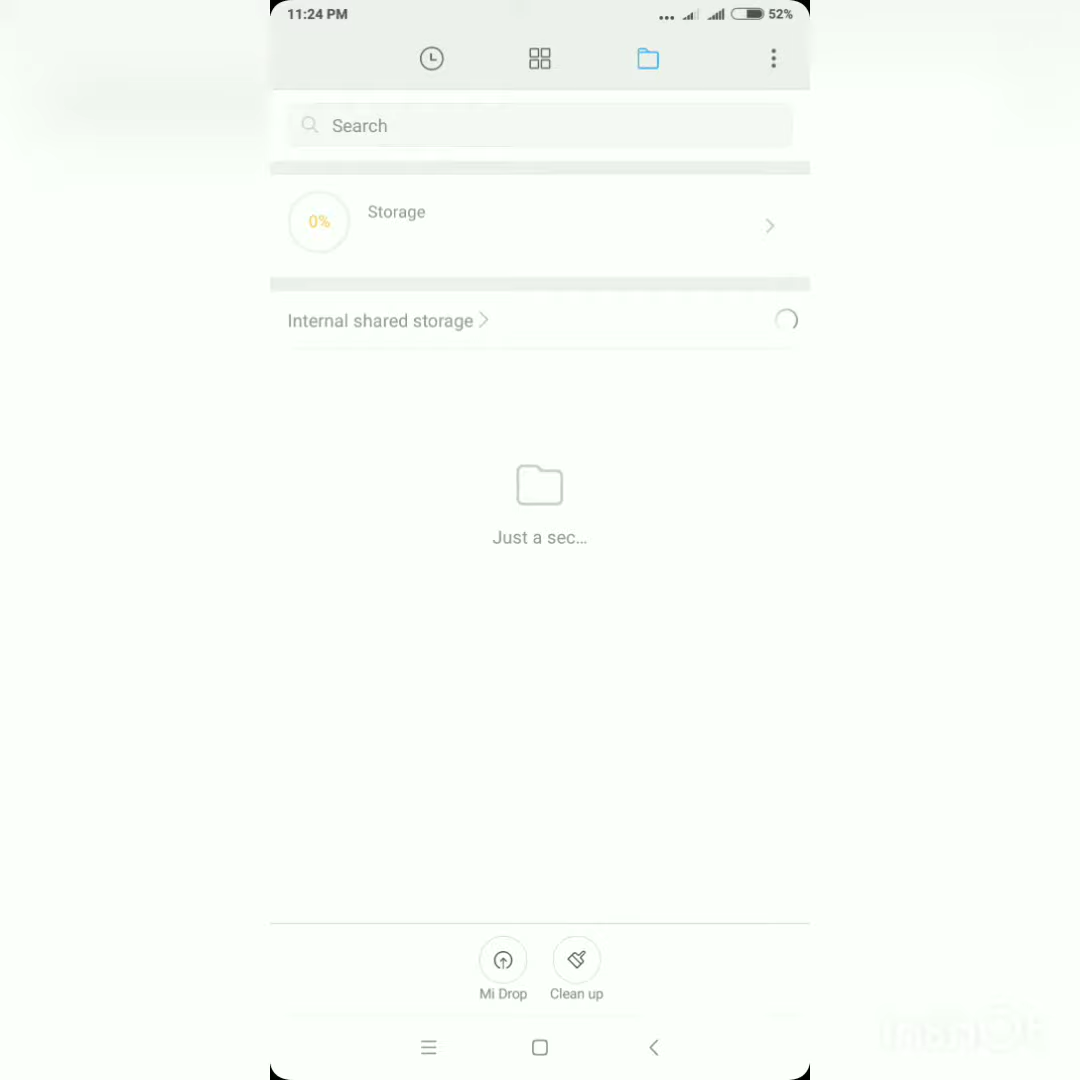 11:24 PM
52%
Search
0%
Storage
Internal shared storage
Just a sec...
Mi Drop
Clean up